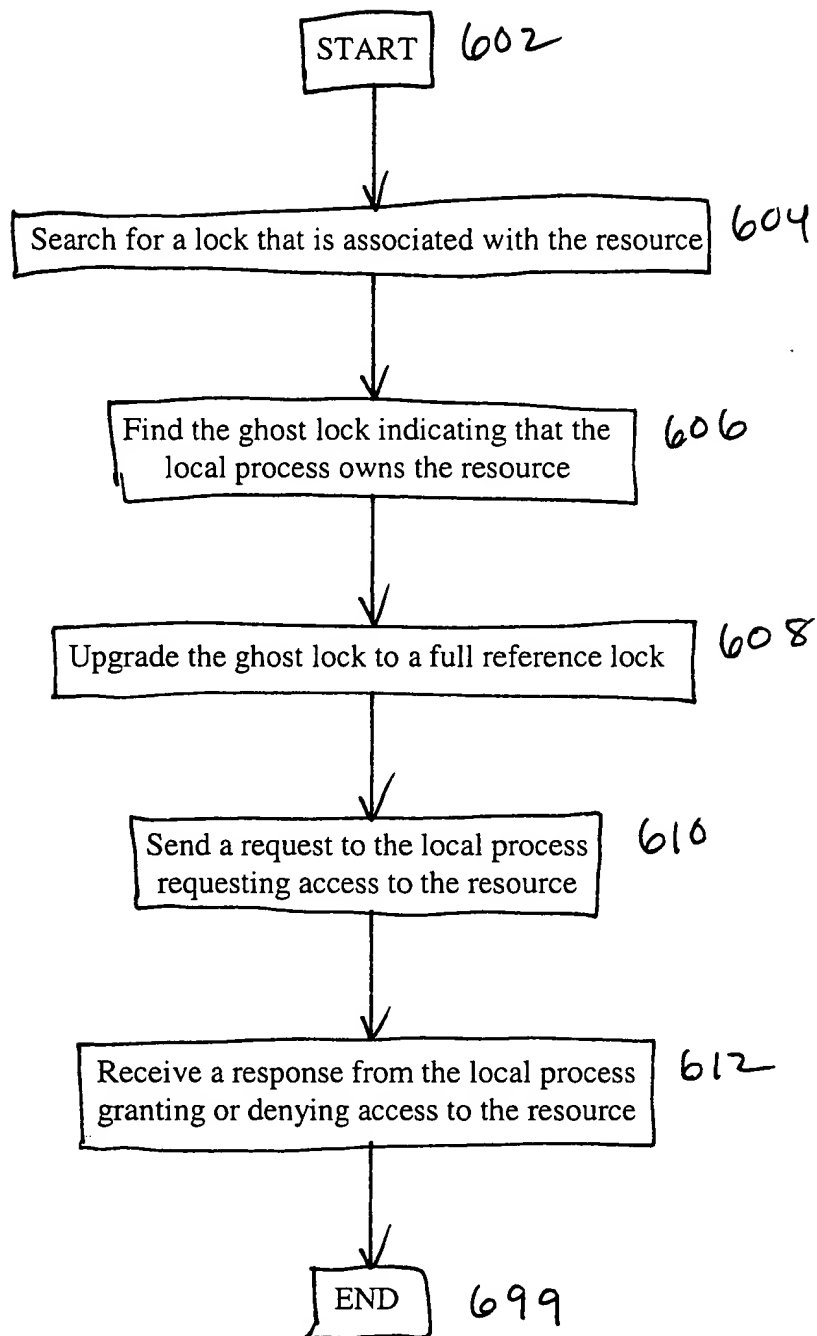 START 602
Search for a lock that is associated with the resource 604
Find the ghost lock indicating that the 606
local process owns the resource
Upgrade the ghost lock to a full reference lock 608
Send a request to the local process 610
requesting access to the resource
Receive a response from the local process 612
granting or denying access to the resource
END 699